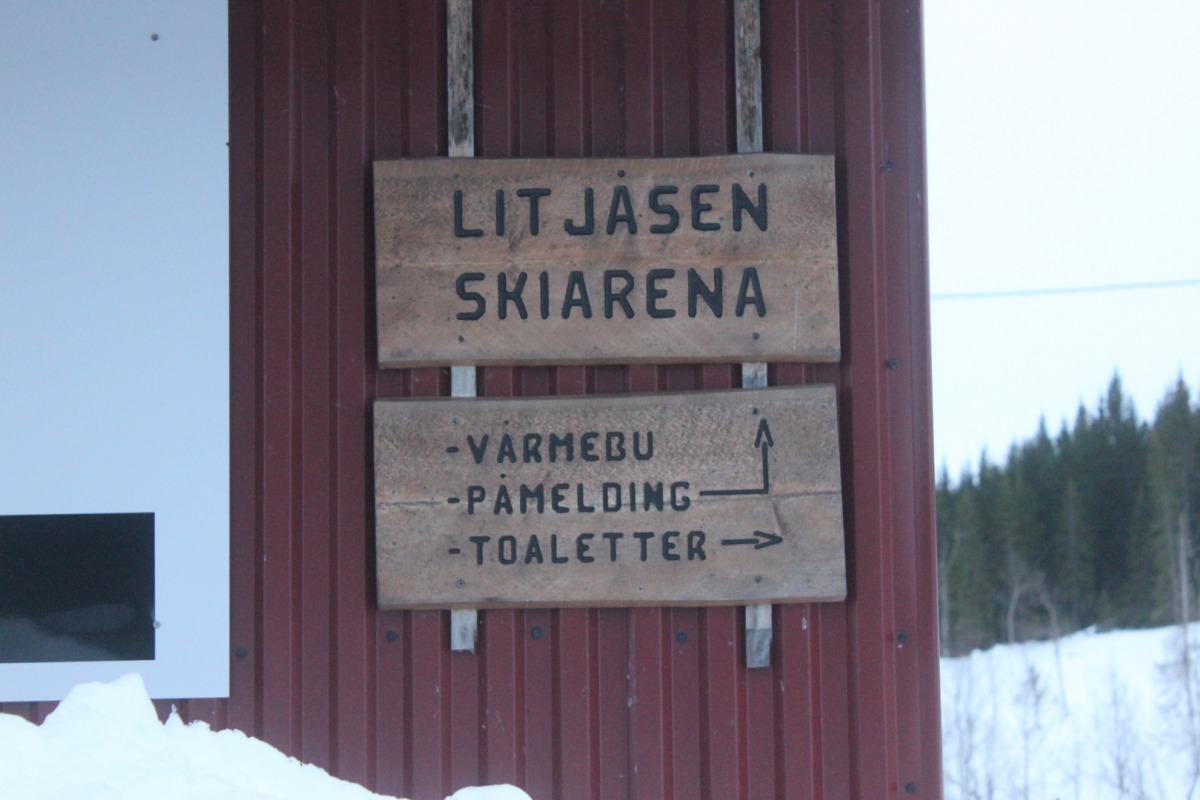 LITJÅSEN
SKIARENA
-VARMEBU
-PÅMELDING
-TOALETTER